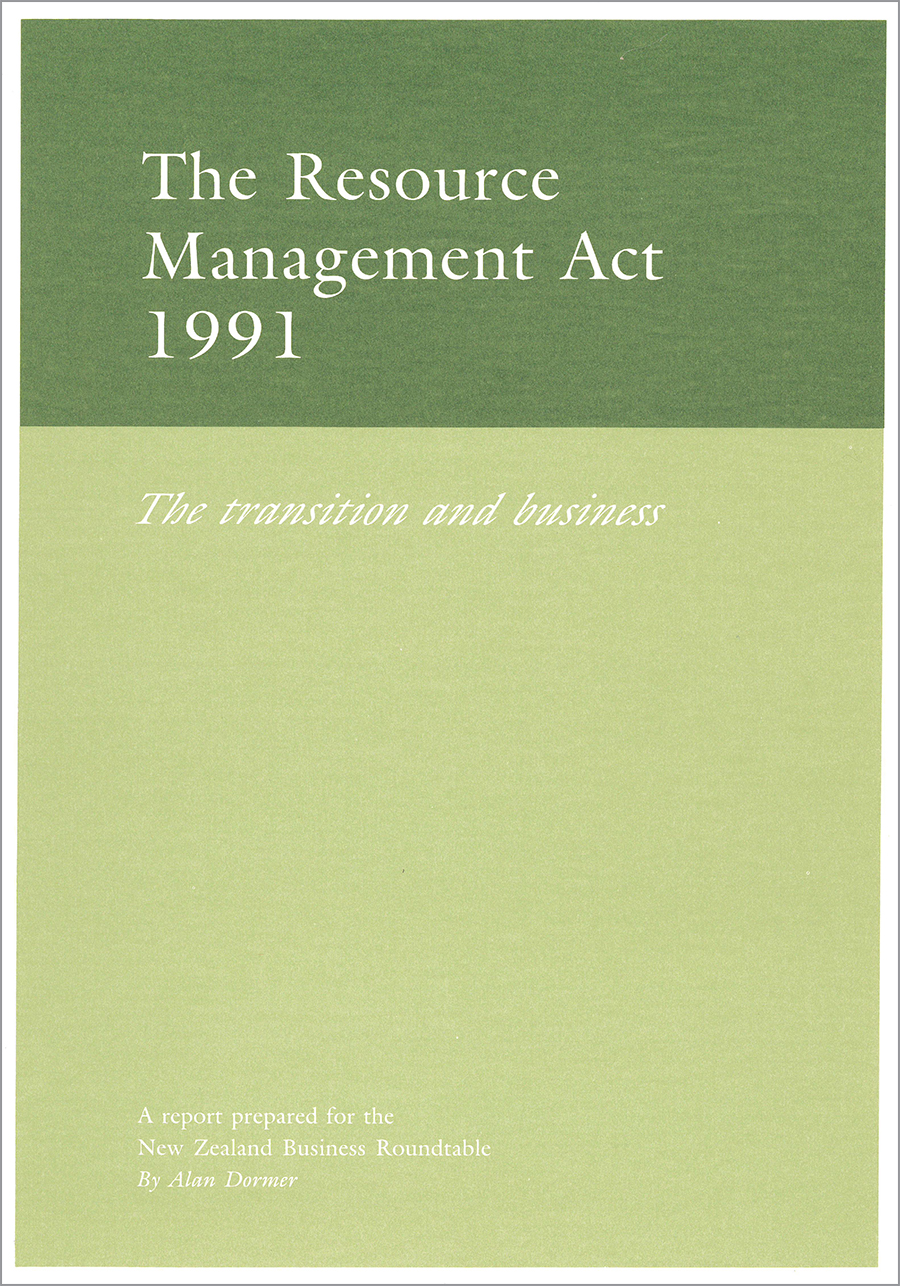 The Resource
Management Act
1991
The transition and business
A report prepared for the
New Zealand Business Roundtable
By Alan Dormer